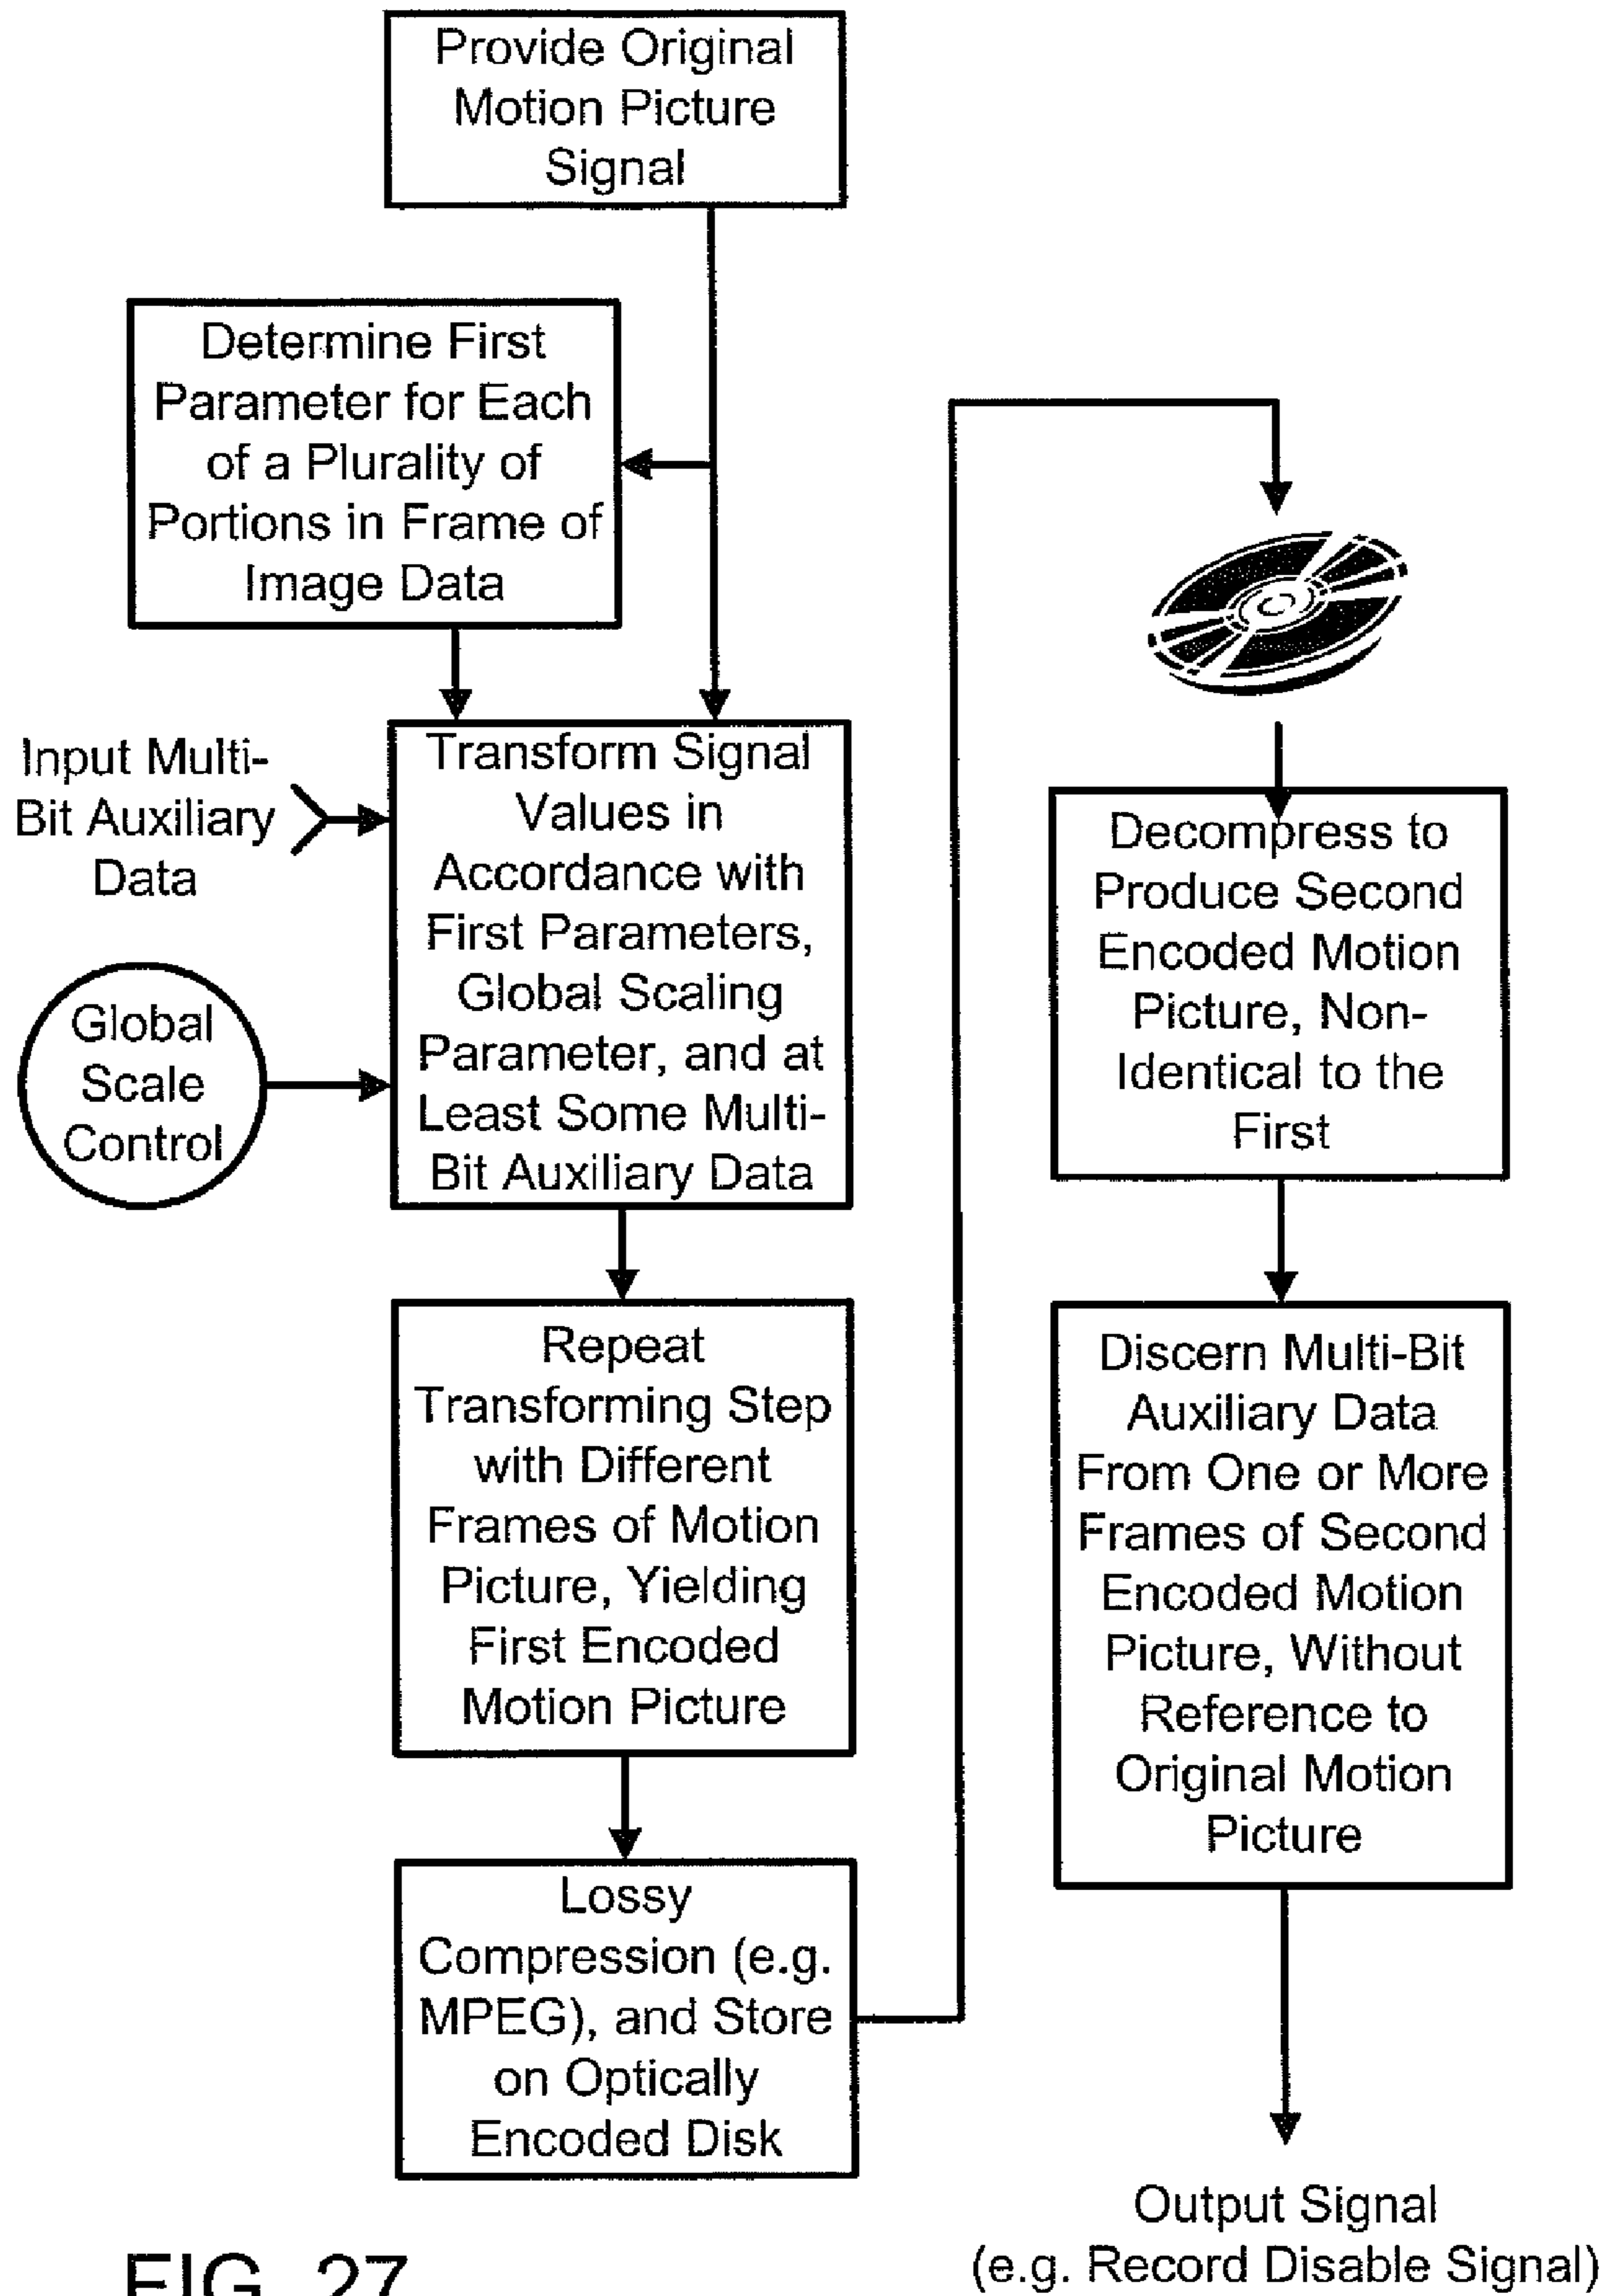 Provide Original
Motion Picture
Signal
Determine First
Parameter for Each
of a Plurality of
Portions in Frame of
Image Data
Input Multi-
Bit Auxiliary
Data
Global
Scale
Control
Transform Signal
Values in
Accordance with
First Parameters,
Global Scaling
Parameter, and at
Least Some Multi-
Bit Auxiliary Data
Repeat
Transforming Step
with Different
Frames of Motion
Picture, Yielding
First Encoded
Motion Picture
Lossy
Compression (e.g.
MPEG), and Store
on Optically
Encoded Disk
Decompress to
Produce Second
Encoded Motion
Picture, Non-
Identical to the
First
Discern Multi-Bit
Auxiliary Data
From One or More
Frames of Second
Encoded Motion
Picture, Without
Reference to
Original Motion
Picture
Output Signal
(e.g. Record Disable Signal)
FIG. 27